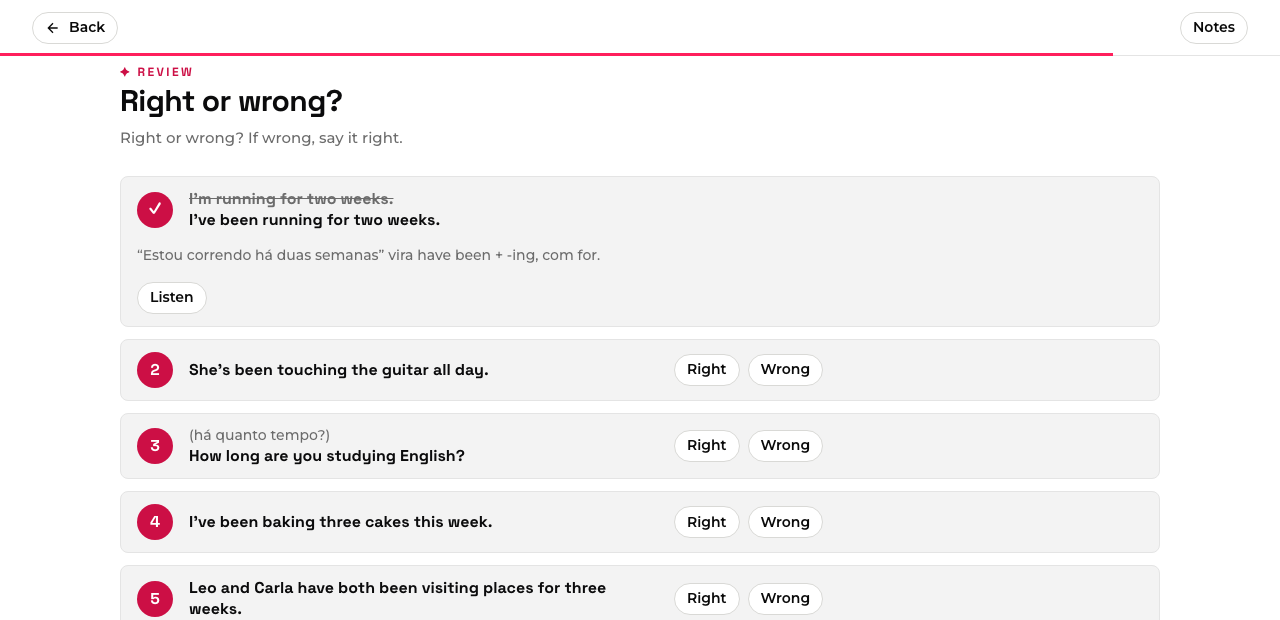 Back
Notes
REVIEW
Right or wrong?
Right or wrong? If wrong, say it right.
I’m running for two weeks.
I’ve been running for two weeks.
“Estou correndo há duas semanas” vira have been + -ing, com for.
Listen
2
She’s been touching the guitar all day.
Right
Wrong
3
(há quanto tempo?)
How long are you studying English?
Right
Wrong
4
I’ve been baking three cakes this week.
Right
Wrong
5
Leo and Carla have both been visiting places for three
weeks.
Right
Wrong